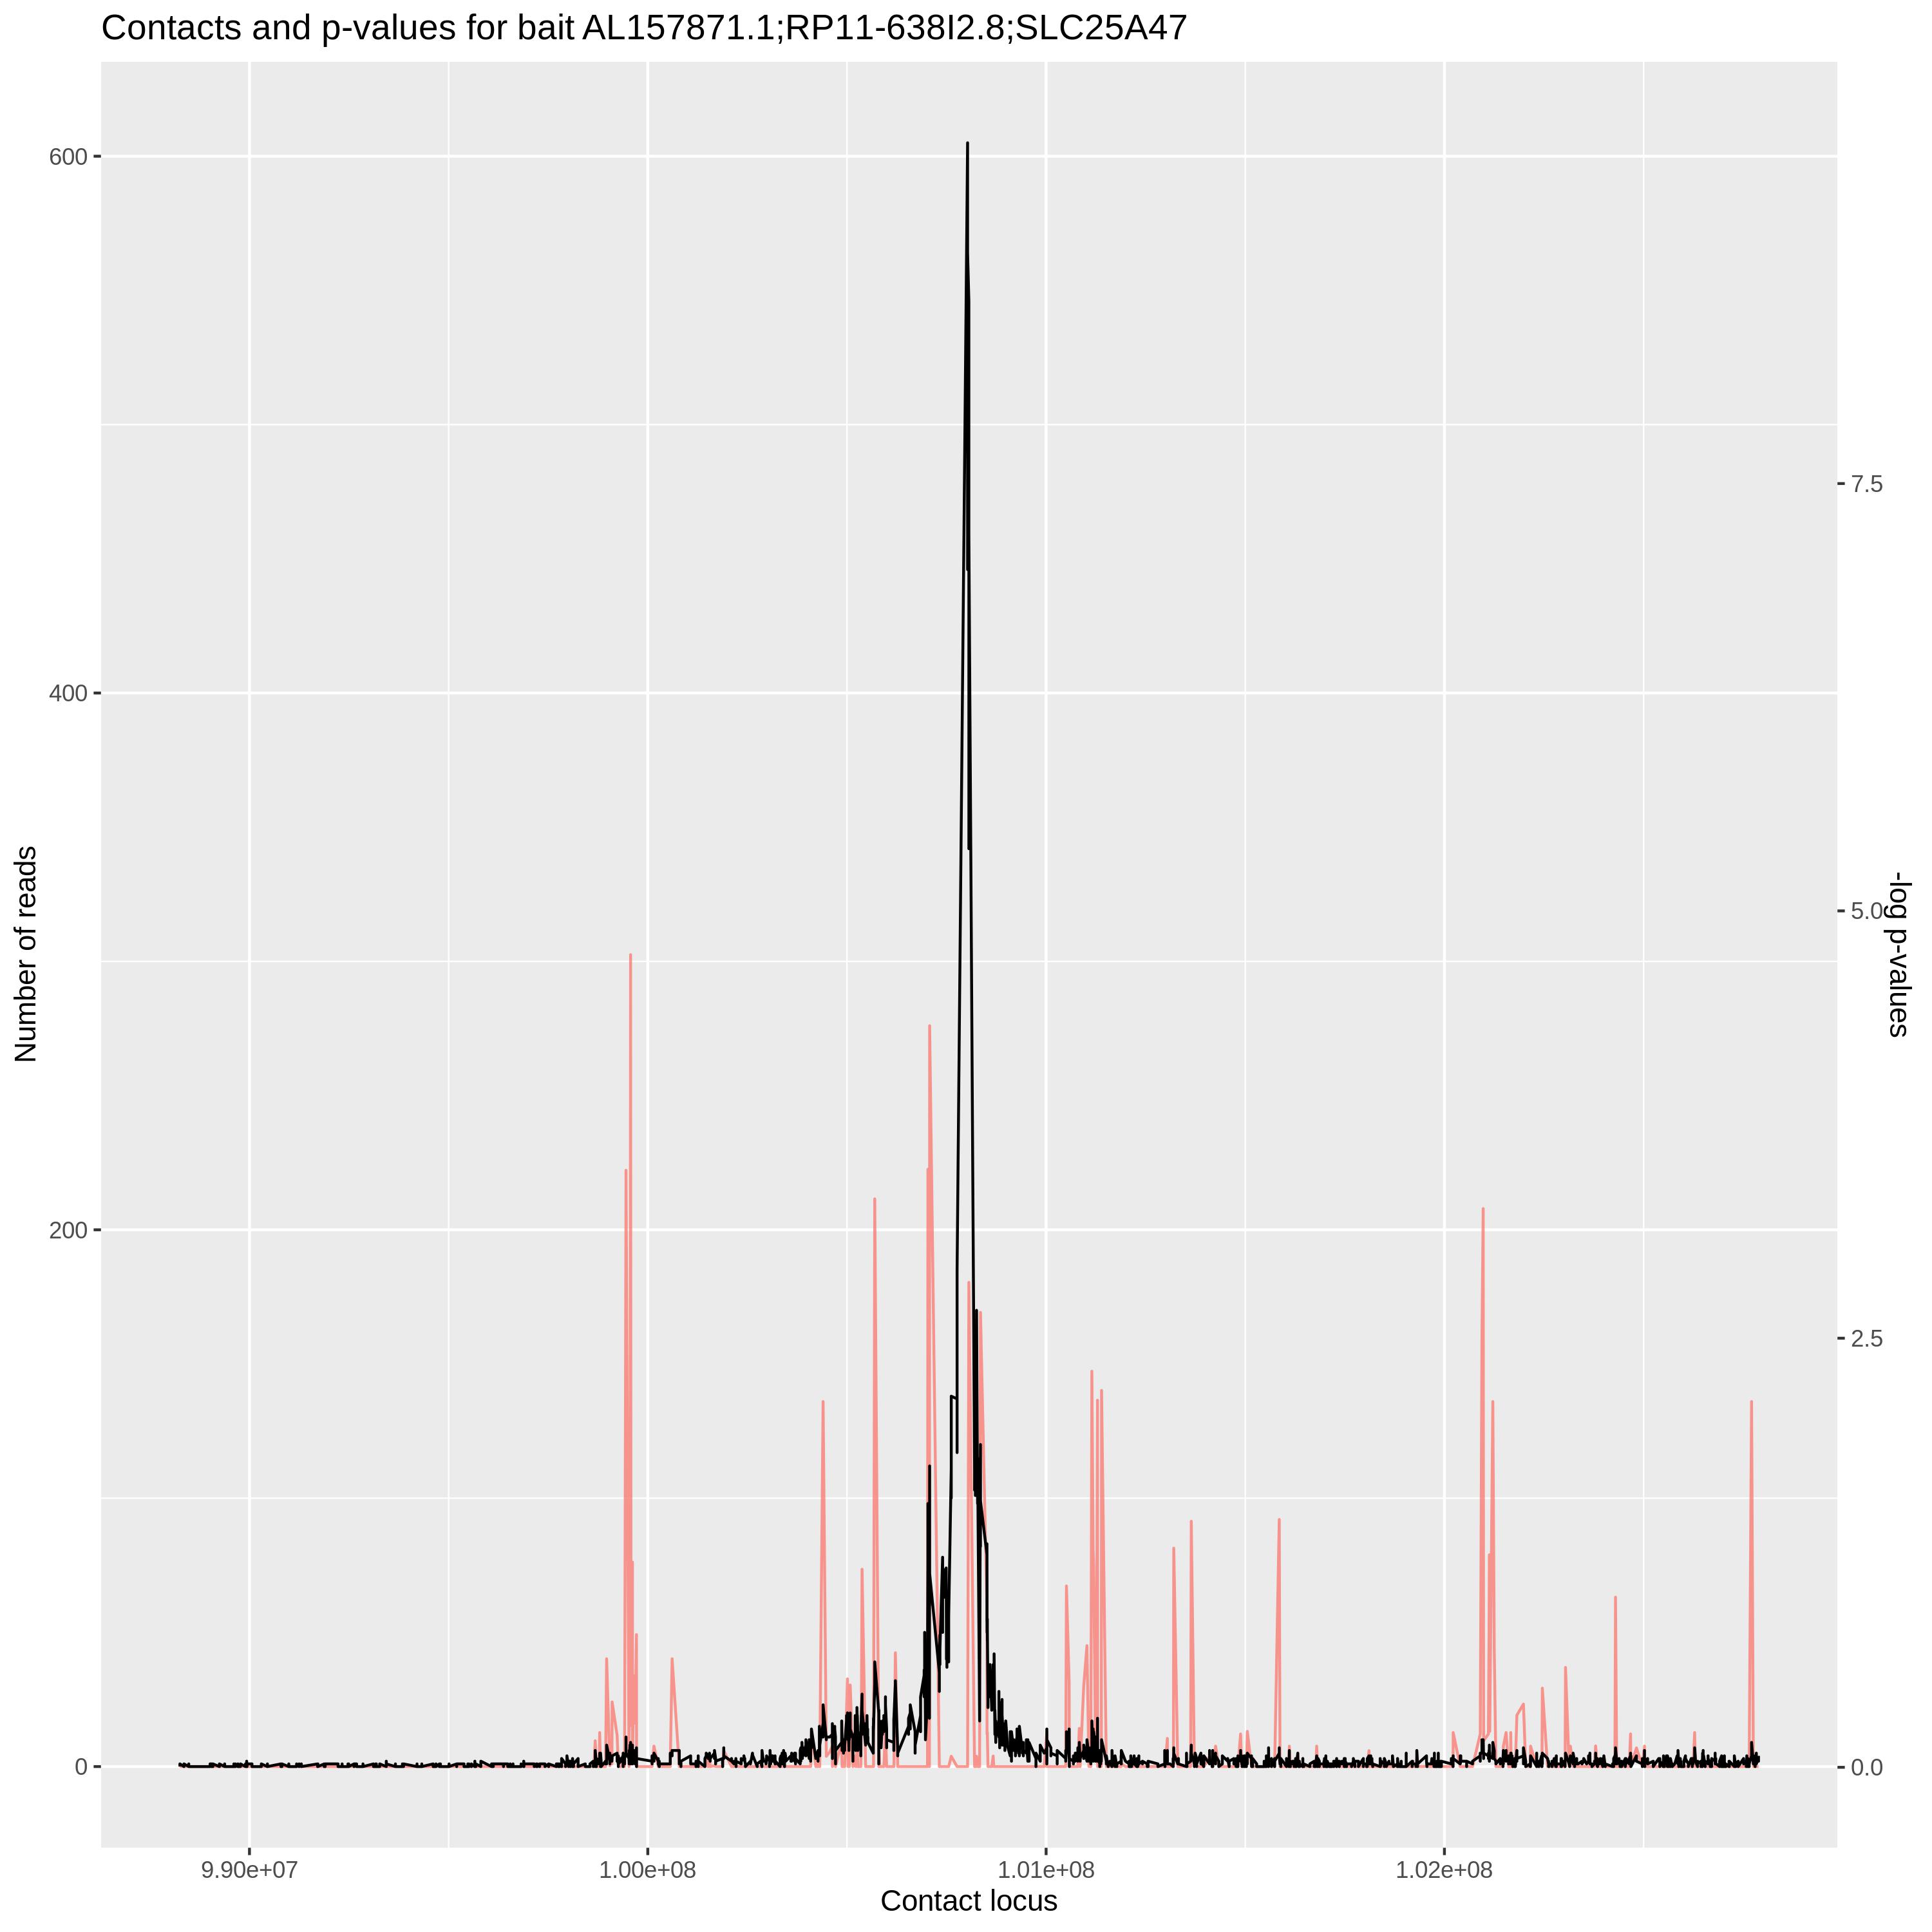 Contacts and p-values for bait AL157871.1;RP11-638I2.8;SLC25A47
600
400
200
0
Number of reads
7.5
5.0
2.5
0.0
-log p-values
9.90e+07
1.00e+08
1.01e+08
1.02e+08
Contact locus